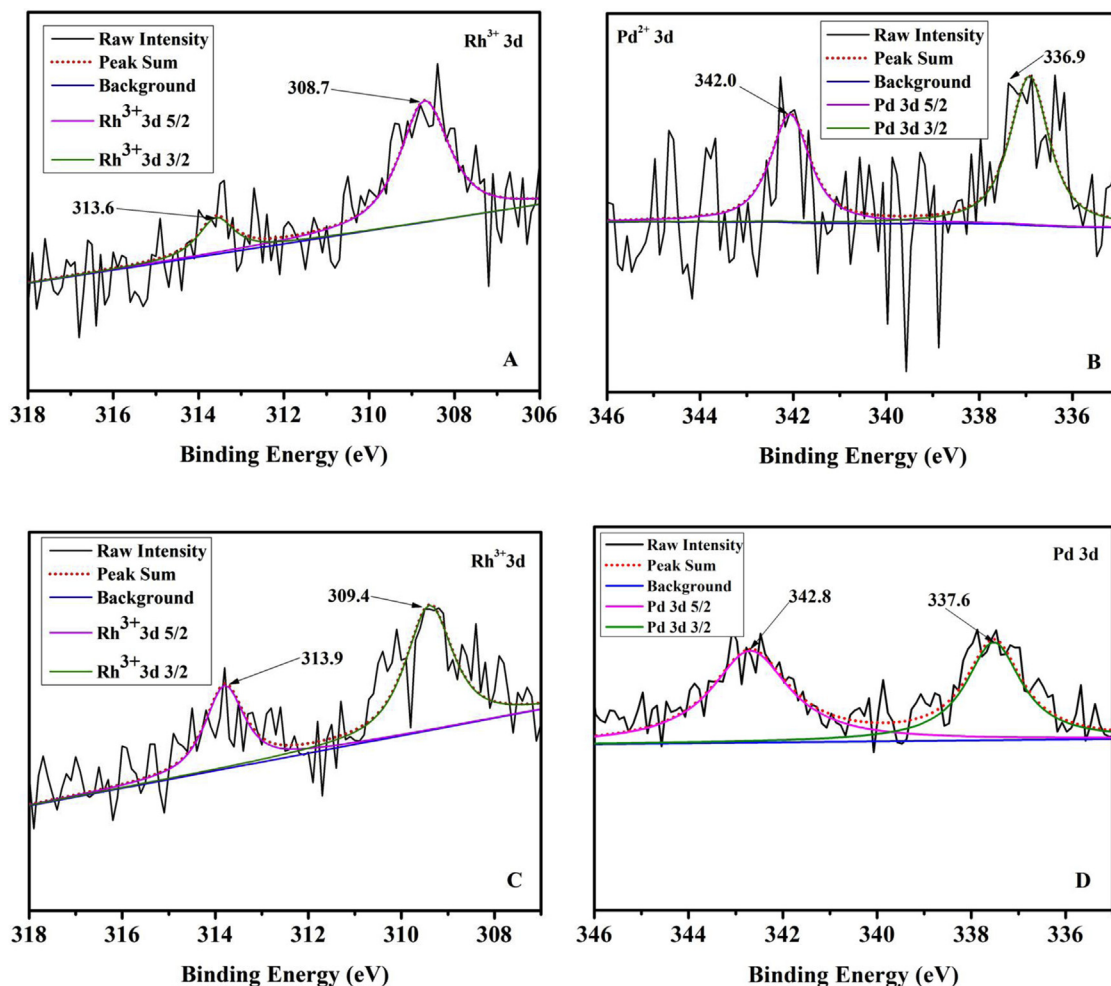 Raw Intensity
Peak Sum
Background
Rh3+ 3d 5/2
Rh3+ 3d 3/2
Rh3+ 3d
308.7
313.6
A
318 316 314 312 310 308 306
Binding Energy (eV)
Pd2+ 3d
Raw Intensity
Peak Sum
Background
Pd 3d 5/2
Pd 3d 3/2
336.9
342.0
B
346 344 342 340 338 336
Binding Energy (eV)
Raw Intensity
Peak Sum
Background
Rh3+ 3d 5/2
Rh3+ 3d 3/2
Rh3+ 3d
309.4
313.9
C
318 316 314 312 310 308
Binding Energy (eV)
Raw Intensity
Peak Sum
Background
Pd 3d 5/2
Pd 3d 3/2
Pd 3d
342.8
337.6
D
346 344 342 340 338 336
Binding Energy (eV)